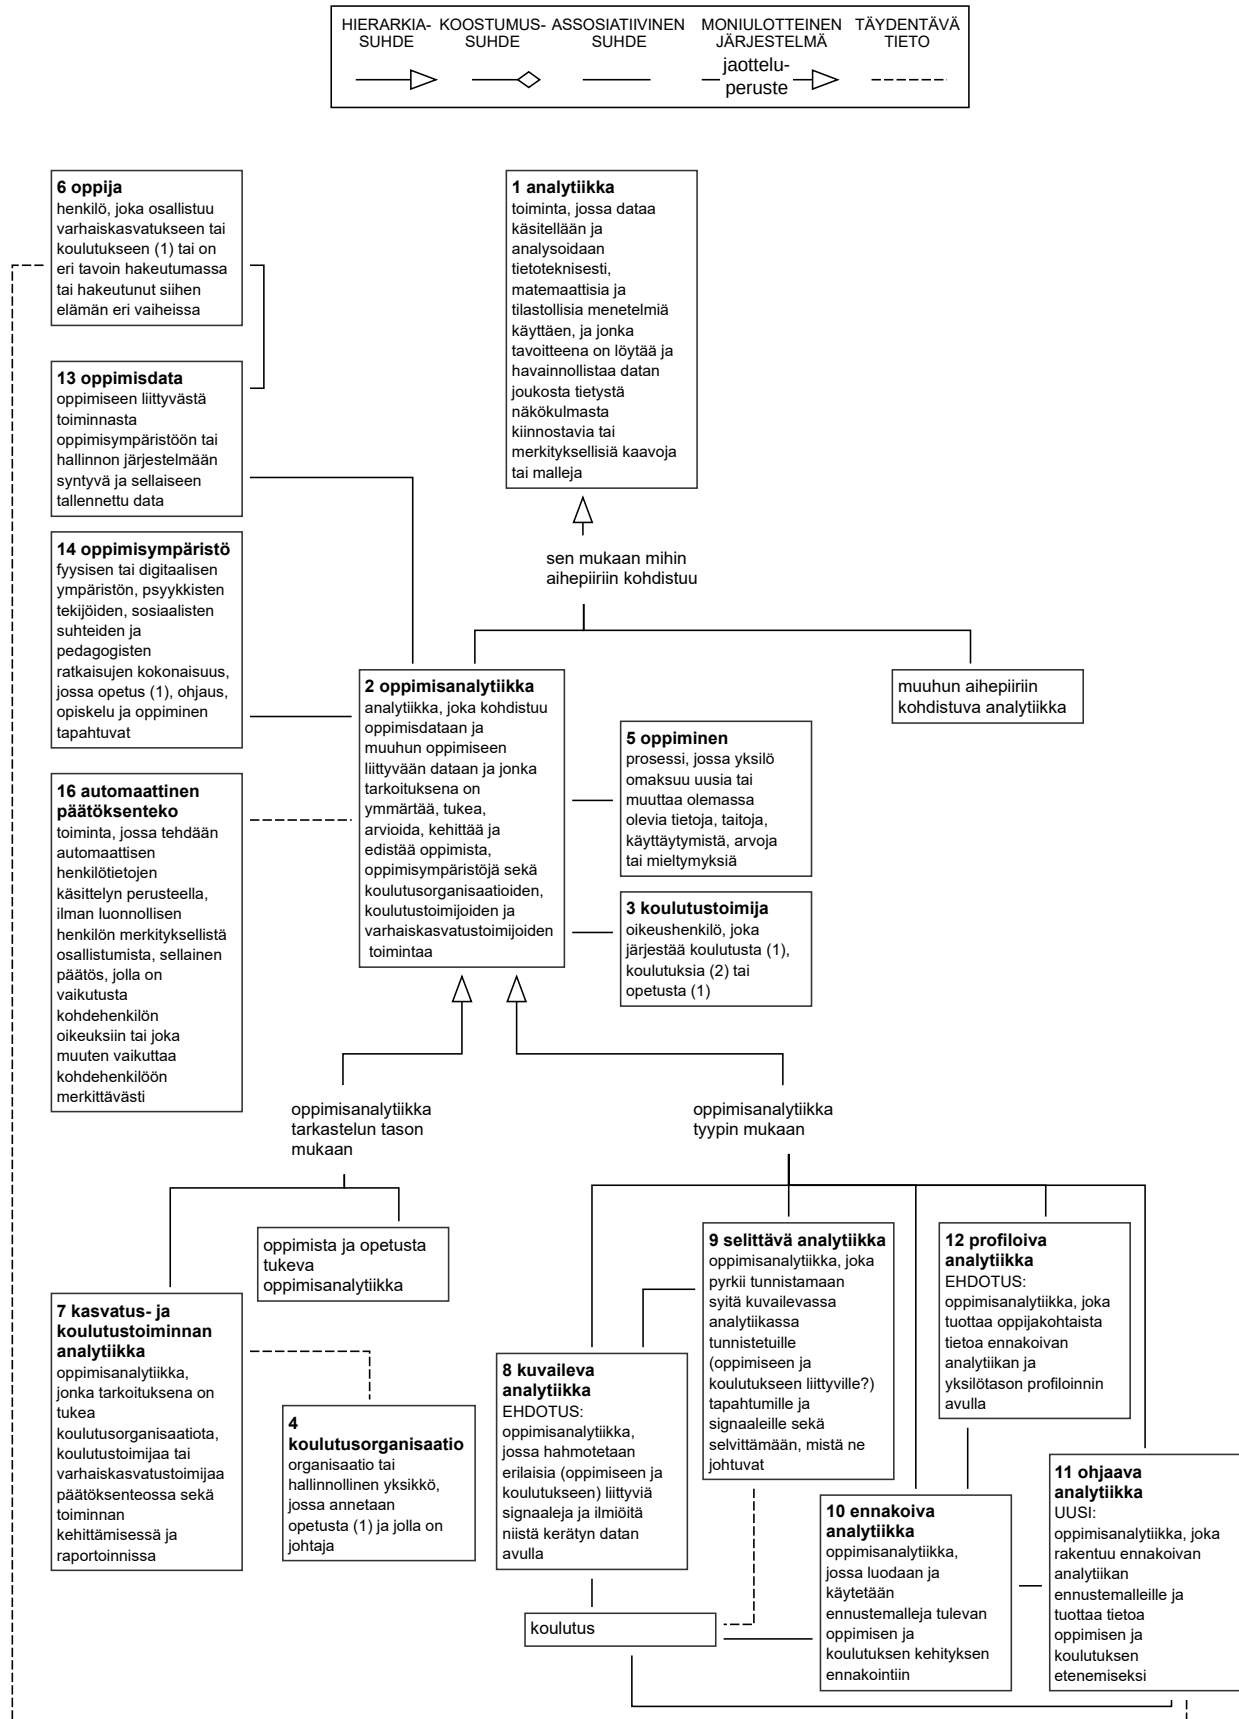 HIERARKIA-
SUHDE
KOOSTUMUS-
SUHDE
ASSOSIATIIVINEN
SUHDE
MONIULOTTEINEN
JÄRJESTELMÄ
jaottelu-
peruste
TÄYDENTÄVÄ
TIETO
6 oppija
henkilö, joka osallistuu
varhaiskasvatukseen tai
koulutukseen (1) tai on
eri tavoin hakeutumassa
tai hakeutunut siihen
elämän eri vaiheissa
1 analytiikka
toiminta, jossa dataa
käsitellään ja
analysoidaan
tietoteknisesti,
matemaattisia ja
tilastollisia menetelmiä
käyttäen, ja jonka
tavoitteena on löytää ja
havainnollistaa datan
joukosta tietystä
näkökulmasta
kiinnostavia tai
merkityksellisiä kaavoja
tai malleja
13 oppimisdata
oppimiseen liittyvästä
toiminnasta
oppimisympäristöön tai
hallinnon järjestelmään
syntyvä ja sellaiseen
tallennettu data
14 oppimisympäristö
fyysisen tai digitaalisen
ympäristön, psyykkisten
tekijöiden, sosiaalisten
suhteiden ja
pedagogisten
ratkaisujen kokonaisuus,
jossa opetus (1), ohjaus,
opiskelu ja oppiminen
tapahtuvat
sen mukaan mihin
aihepiiriin kohdistuu
2 oppimisanalytiikka
analytiikka, joka kohdistuu
oppimisdataan ja
muuhun oppimiseen
liittyvään dataan ja jonka
tarkoituksena on
ymmärtää, tukea,
arvioida, kehittää ja
edistää oppimista,
oppimisympäristöjä sekä
koulutusorganisaatioiden,
koulutustoimijoiden ja
varhaiskasvatustoimijoiden
toimintaa
muuhun aihepiiriin
kohdistuva analytiikka
5 oppiminen
prosessi, jossa yksilö
omaksuu uusia tai
muuttaa olemassa
olevia tietoja, taitoja,
käyttäytymistä, arvoja
tai mieltymyksiä
3 koulutustoimija
oikeushenkilö, joka
järjestää koulutusta (1),
koulutuksia (2) tai
opetusta (1)
16 automaattinen
päätöksenteko
toiminta, jossa tehdään
automaattisen
henkilötietojen
käsittelyn perusteella,
ilman luonnollisen
henkilön merkityksellistä
osallistumista, sellainen
päätös, jolla on
vaikutusta
kohdehenkilön
oikeuksiin tai joka
muuten vaikuttaa
kohdehenkilöön
merkittävästi
oppimisanalytiikka
tarkastelun tason
mukaan
oppimisanalytiikka
tyypin mukaan
oppimista ja opetusta
tukeva
oppimisanalytiikka
7 kasvatus- ja
koulutustoiminnan
analytiikka
oppimisanalytiikka,
jonka tarkoituksena on
tukea
koulutusorganisaatiota,
koulutustoimijaa tai
varhaiskasvatustoimijaa
päätöksenteossa sekä
toiminnan
kehittämisessä ja
raportoinnissa
4
koulutusorganisaatio
organisaatio tai
hallinnollinen yksikkö,
jossa annetaan
opetusta (1) ja jolla on
johtaja
8 kuvaileva
analytiikka
EHDOTUS:
oppimisanalytiikka,
jossa hahmotetaan
erilaisia (oppimiseen ja
koulutukseen) liittyviä
signaaleja ja ilmiöitä
niistä kerätyn datan
avulla
9 selittävä analytiikka
oppimisanalytiikka, joka
pyrkii tunnistamaan
syitä kuvailevassa
analytiikassa
tunnistetuille
(oppimiseen ja
koulutukseen liittyville?)
tapahtumille ja
signaaleille sekä
selvittämään, mistä ne
johtuvat
12 profiloiva
analytiikka
EHDOTUS:
oppimisanalytiikka, joka
tuottaa oppijakohtaista
tietoa ennakoivan
analytiikan ja
yksilötason profiloinnin
avulla
10 ennakoiva
analytiikka
oppimisanalytiikka,
jossa luodaan ja
käytetään
ennustemalleja tulevan
oppimisen ja
koulutuksen kehityksen
ennakointiin
11 ohjaava
analytiikka
UUSI:
oppimisanalytiikka, joka
rakentuu ennakoivan
analytiikan
ennustemalleille ja
tuottaa tietoa
oppimisen ja
koulutuksen
etenemiseksi
koulutus